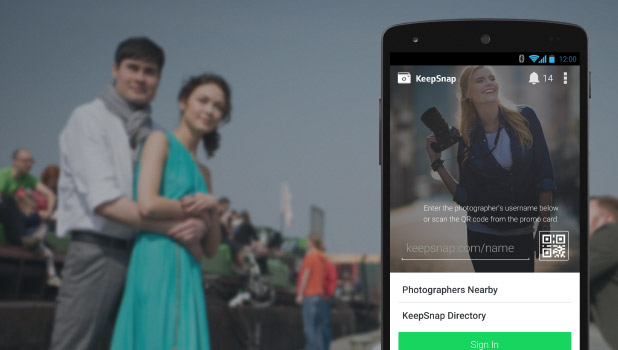 12:00
KeepSnap
14
Enter the photographer's username below
or scan the QR code from the promo card
keepsnap.com/name
Photographers Nearby
KeepSnap Directory
Sign In